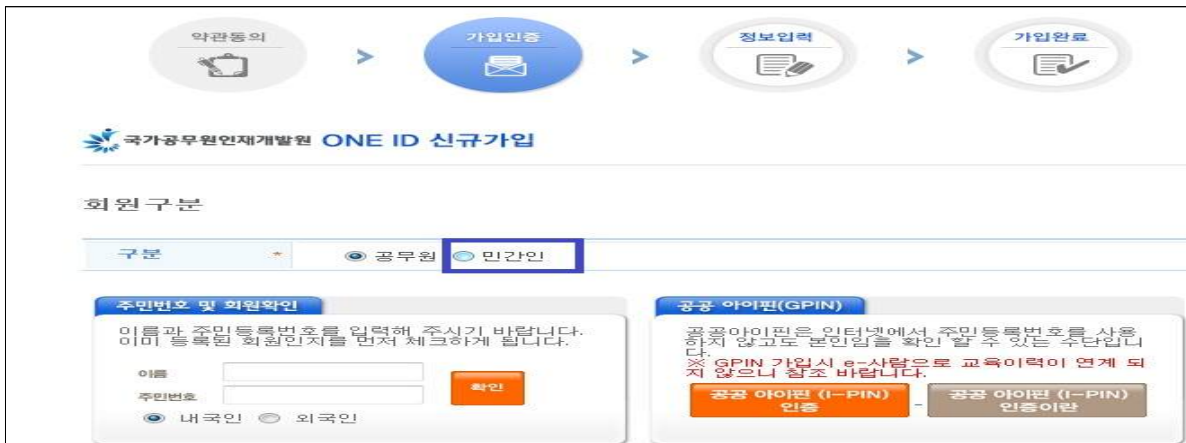 약관동의
가입인증
정보입력
가입완료
국가공무원인재개발원 ONE ID 신규가입
회원구분
구분 * 공무원 민간인
주민번호 및 회원확인
이름과 주민등록번호를 입력해 주시기 바랍니다.
이미 등록된 회원인지를 먼저 체크하게 됩니다.
이름
주민번호
확인
내국인 외국인
공공 아이핀(GPIN)
공공아이핀은 인터넷에서 주민등록번호를 사용
하지 않고도 본인임을 확인 할 수 있는 수단입니
다.
※ GPIN 가입시 e-사람으로 교육이력이 연계 되
지 않으니 참조 바랍니다.
공공 아이핀 (I-PIN)
인증
-
공공 아이핀 (I-PIN)
인증이란